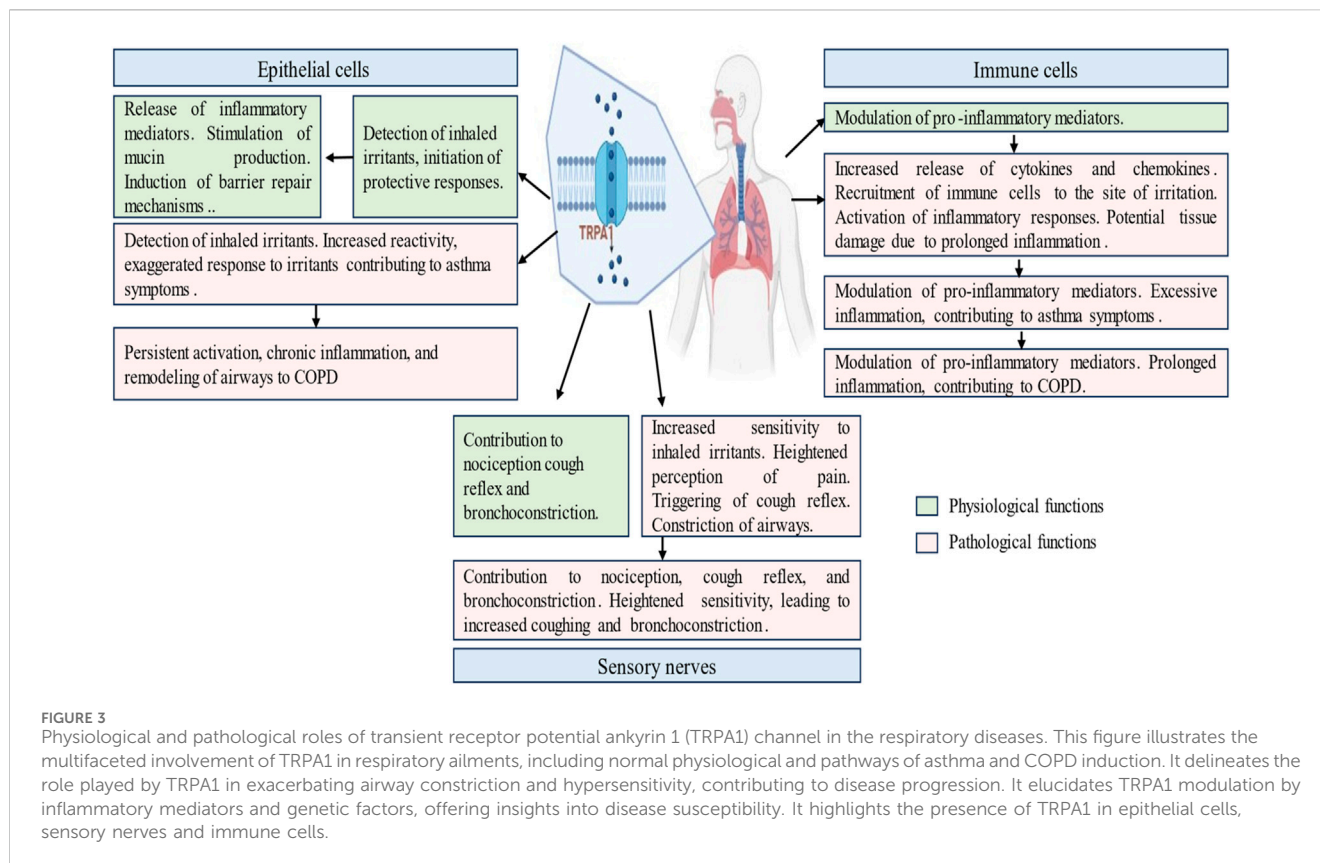 Epithelial cells
Release of inflammatory
mediators. Stimulation of
mucin production.
Induction of barrier repair
mechanisms ..
Detection of inhaled
irritants, initiation of
protective responses.
Detection of inhaled irritants. Increased reactivity,
exaggerated response to irritants contributing to asthma
symptoms .
Persistent activation, chronic inflammation, and
remodeling of airways to COPD
TRPA1
Immune cells
Modulation of pro -inflammatory mediators.
Increased release of cytokines and chemokines .
Recruitment of immune cells to the site of irritation.
Activation of inflammatory responses. Potential tissue
damage due to prolonged inflammation .
Modulation of pro-inflammatory mediators. Excessive
inflammation, contributing to asthma symptoms .
Modulation of pro-inflammatory mediators. Prolonged
inflammation, contributing to COPD.
Contribution to
nociception cough
reflex and
bronchoconstriction.
Increased sensitivity to
inhaled irritants. Heightened
perception of pain.
Triggering of cough reflex.
Constriction of airways.
Contribution to nociception, cough reflex, and
bronchoconstriction. Heightened sensitivity, leading to
increased coughing and bronchoconstriction .
Sensory nerves
Physiological functions
Pathological functions
FIGURE 3
Physiological and pathological roles of transient receptor potential ankyrin 1 (TRPA1) channel in the respiratory diseases. This figure illustrates the
multifaceted involvement of TRPA1 in respiratory ailments, including normal physiological and pathways of asthma and COPD induction. It delineates the
role played by TRPA1 in exacerbating airway constriction and hypersensitivity, contributing to disease progression. It elucidates TRPA1 modulation by
inflammatory mediators and genetic factors, offering insights into disease susceptibility. It highlights the presence of TRPA1 in epithelial cells,
sensory nerves and immune cells.